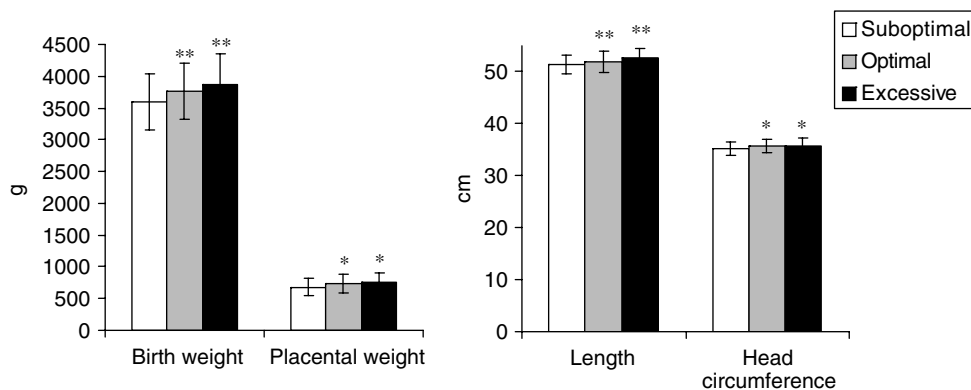 4500
4000
3500
3000
2500
2000
1500
1000
500
0
g
** **
* *
Birth weight Placental weight
50
40
30
20
10
0
cm
** **
* *
Length Head
circumference
Suboptimal
Optimal
Excessive